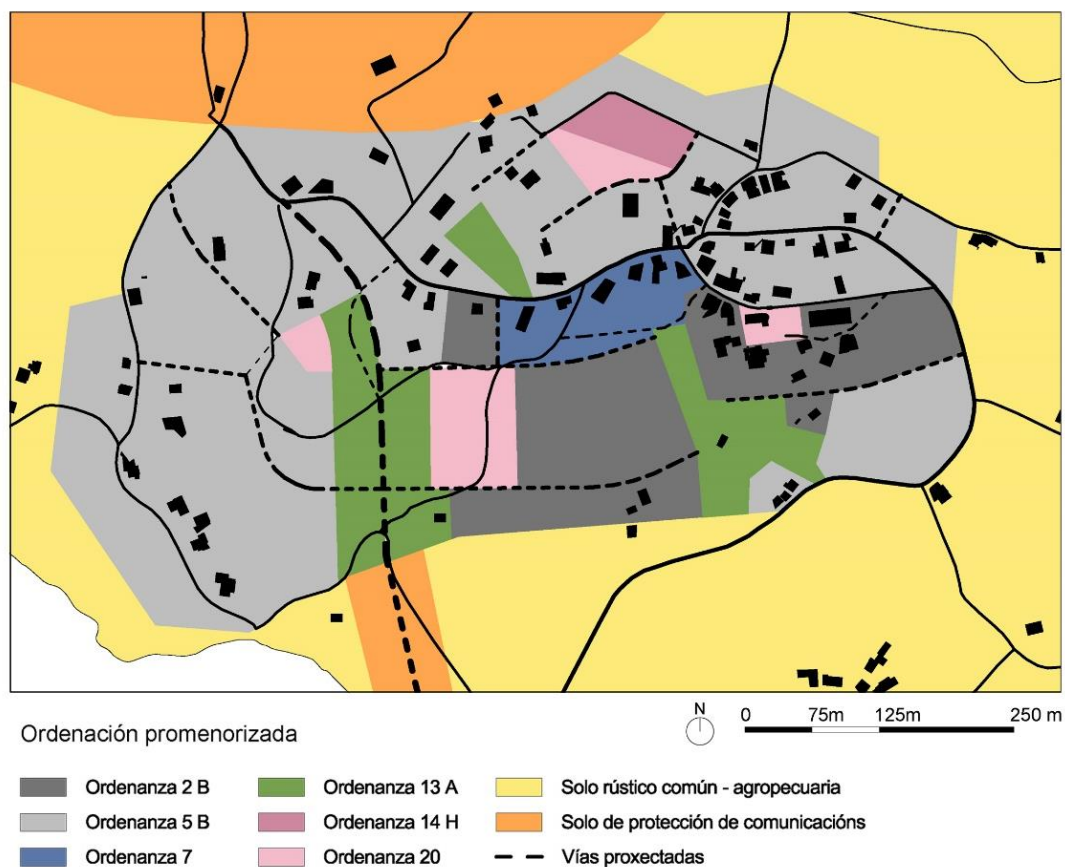 N
0 75m 125m 250 m
Ordenación promenorizada
Ordenanza 2 B Ordenanza 13 A Solo rústico común - agropecuaria
Ordenanza 5 B Ordenanza 14 H Solo de protección de comunicacións
Ordenanza 7 Ordenanza 20 Vías proxectadas